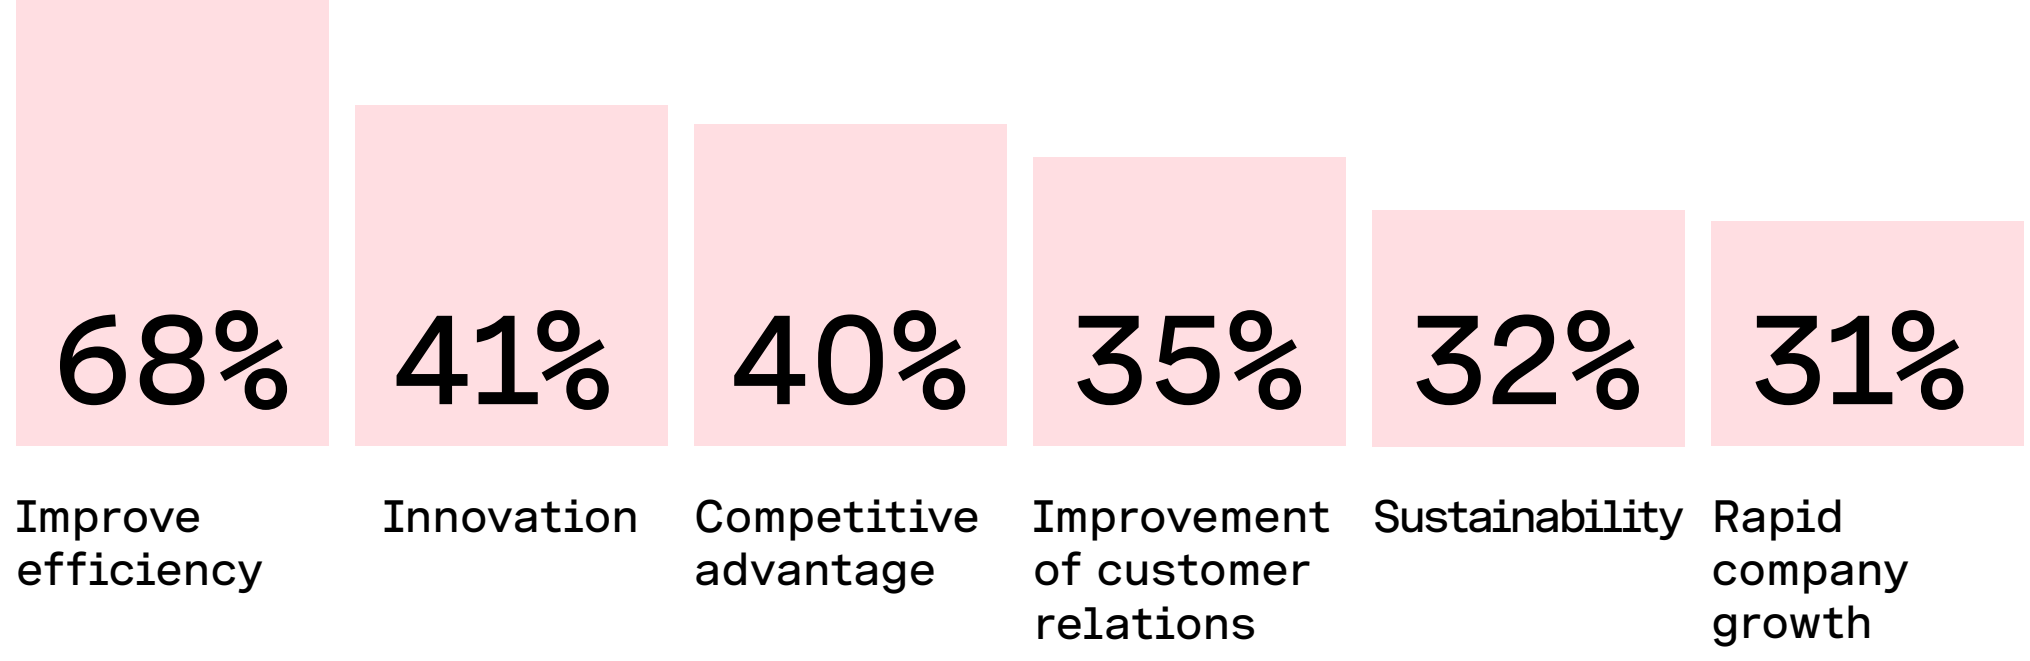 68%
41%
40%
35%
32%
31%
Improve
efficiency
Innovation
Competitive
advantage
Improvement
of customer
relations
Sustainability
Rapid
company
growth